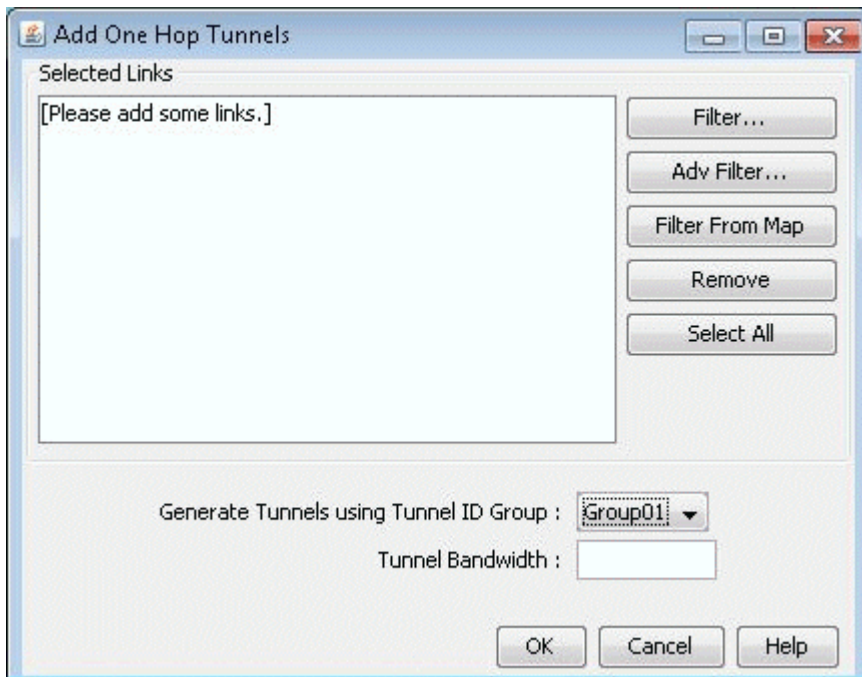 Add One Hop Tunnels
Selected Links
[Please add some links.]
Filter...
Adv Filter...
Filter From Map
Remove
Select All
Generate Tunnels using Tunnel ID Group : Group01
Tunnel Bandwidth :
OK Cancel Help